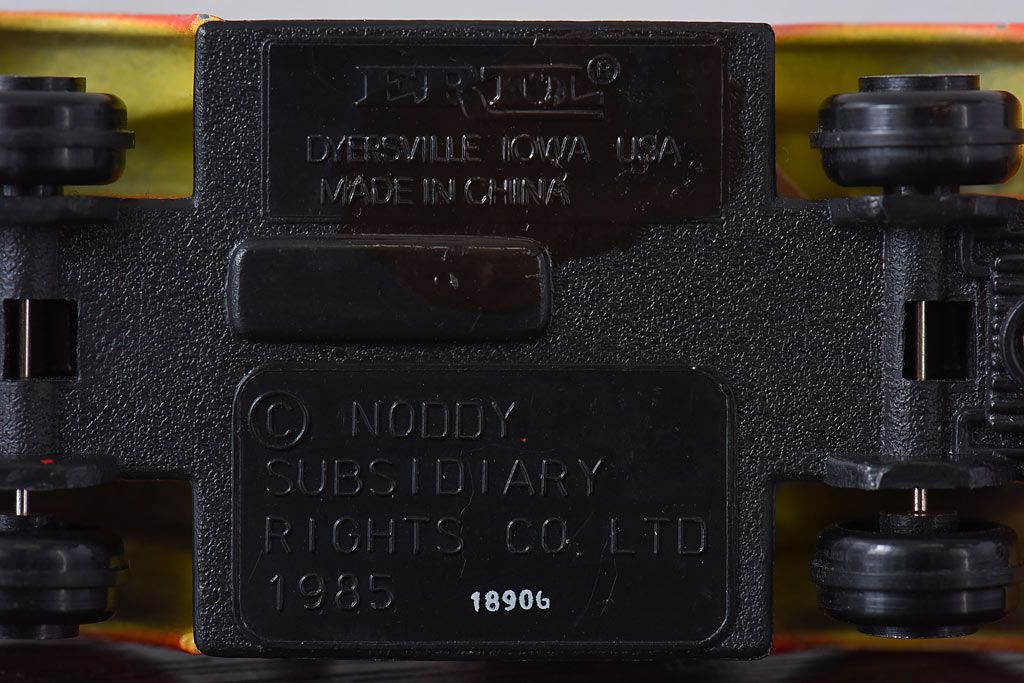 ERTL®
DYERSVILLE IOWA USA
MADE IN CHINA
© NODDY
SUBSIDIARY
RIGHTS CO. LTD
1985 18906